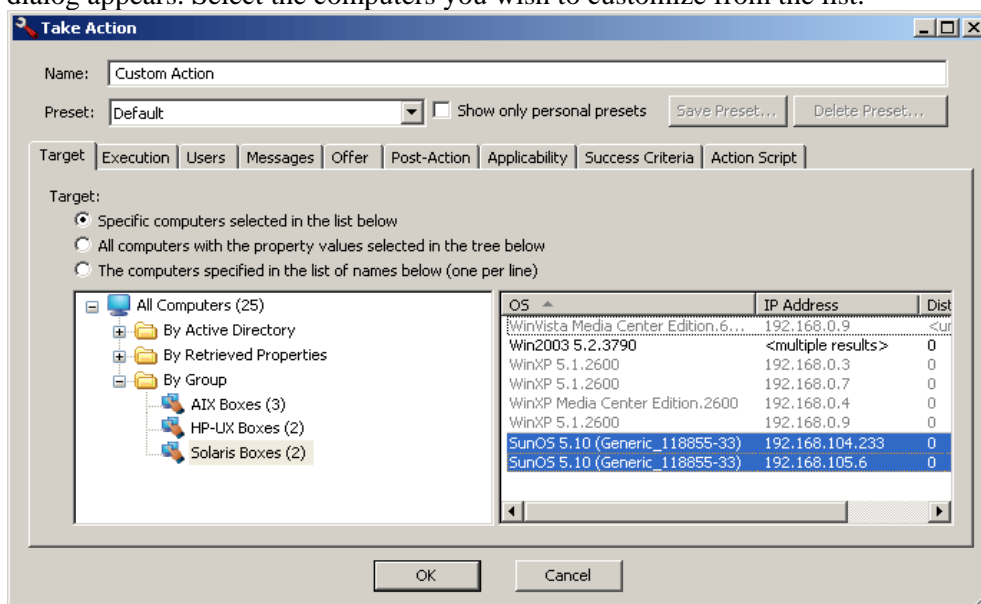 dialog appears. Select the computers you wish to customize from the list.
Take Action
Name: Custom Action
Preset: Default Show only personal presets Save Preset... Delete Preset...
Target Execution Users Messages Offer Post-Action Applicability Success Criteria Action Script
Target:
Specific computers selected in the list below
All computers with the property values selected in the tree below
The computers specified in the list of names below (one per line)
All Computers (25)
By Active Directory
By Retrieved Properties
By Group
AIX Boxes (3)
HP-UX Boxes (2)
Solaris Boxes (2)
OS IP Address Dist
WinVista Media Center Edition.6... 192.168.0.9 <ur
Win2003 5.2.3790 <multiple results> 0
WinXP 5.1.2600 192.168.0.3 0
WinXP 5.1.2600 192.168.0.7 0
WinXP Media Center Edition.2600 192.168.0.4 0
WinXP 5.1.2600 192.168.0.9 0
SunOS 5.10 (Generic_118855-33) 192.168.104.233 0
SunOS 5.10 (Generic_118855-33) 192.168.105.6 0
OK Cancel